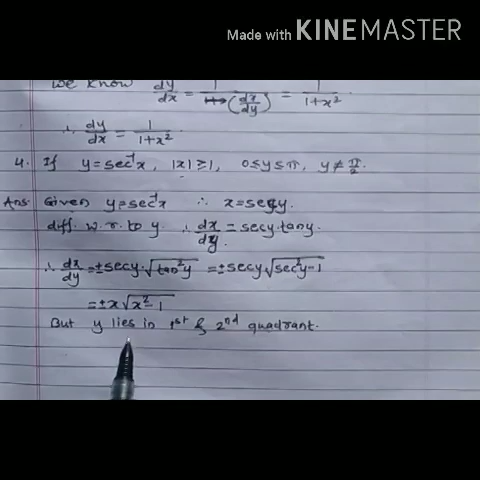 Made with KINEMASTER
We know dy/dx = 1/(dx/dy) = 1/1+x²
∴ dy/dx = 1/1+x²
4. If y=sec⁻¹x, |x|≥1, 0≤y≤π, y≠π/2.
Ans. Given y=sec⁻¹x ∴ x=secy.
diff. w.r.to y ∴ dx/dy = secy.tany.
∴ dx/dy = ±secy.√tan²y = ±secy√sec²y-1
= ±x√x²-1
But y lies in 1st & 2nd quadrant.